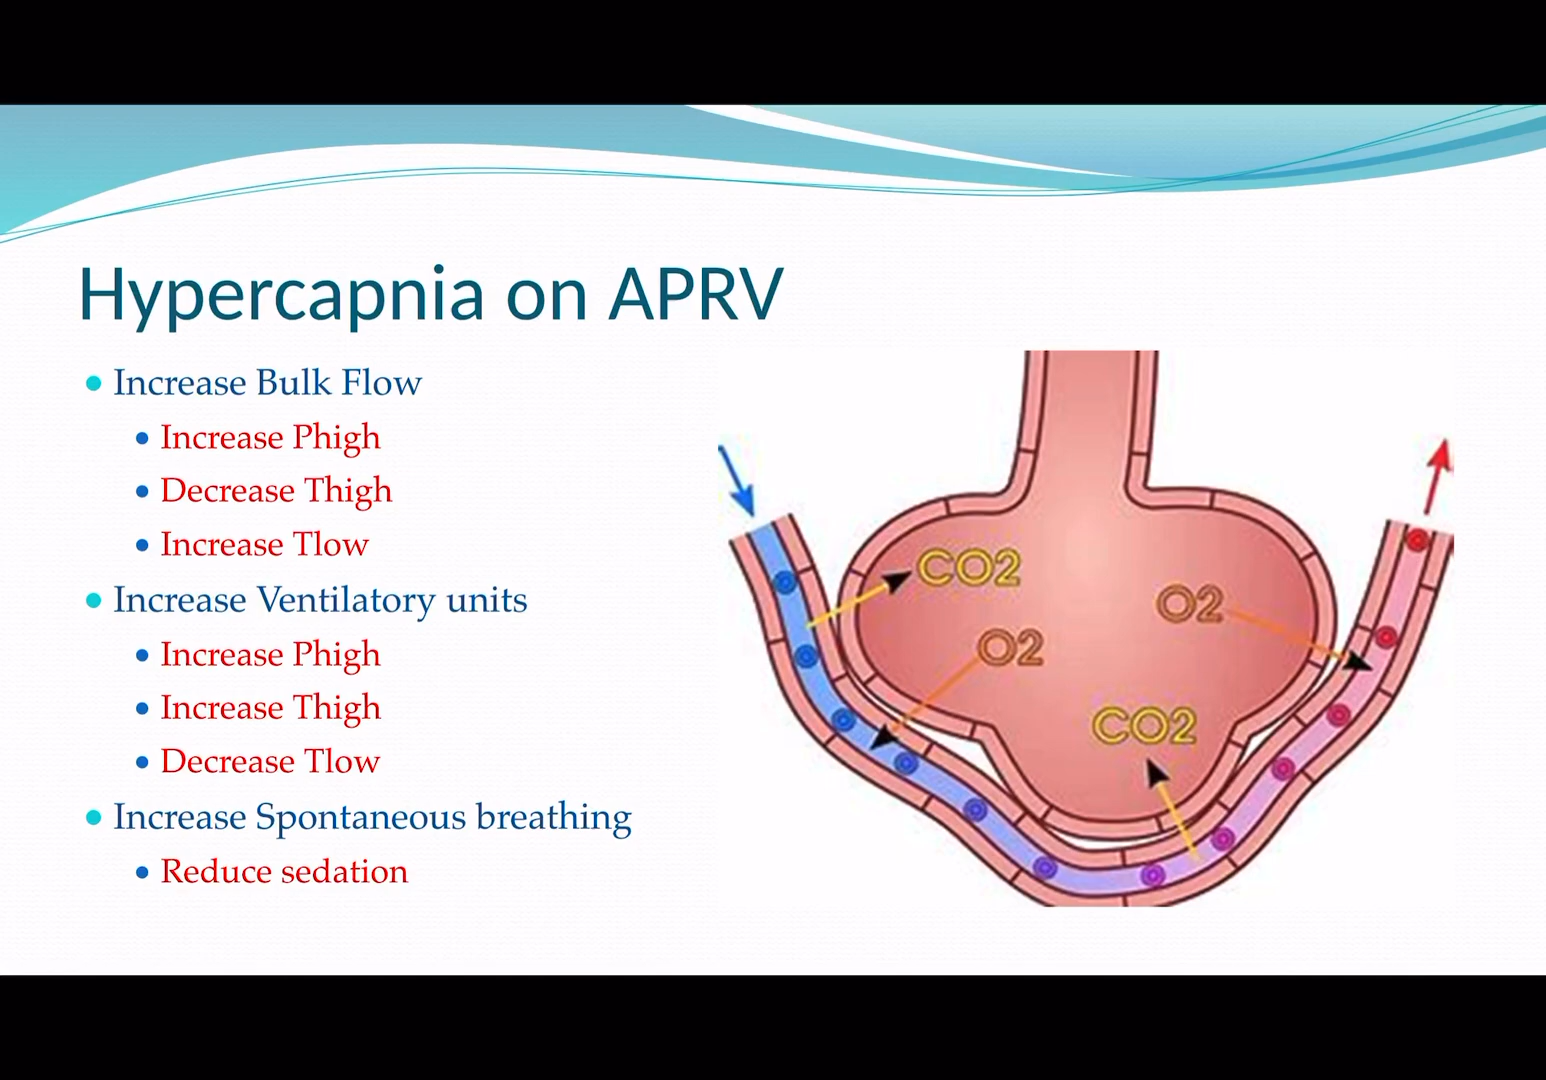 Hypercapnia on APRV
Increase Bulk Flow
Increase Phigh
Decrease Thigh
Increase Tlow
Increase Ventilatory units
Increase Phigh
Increase Thigh
Decrease Tlow
Increase Spontaneous breathing
Reduce sedation
CO2
O2
O2
CO2